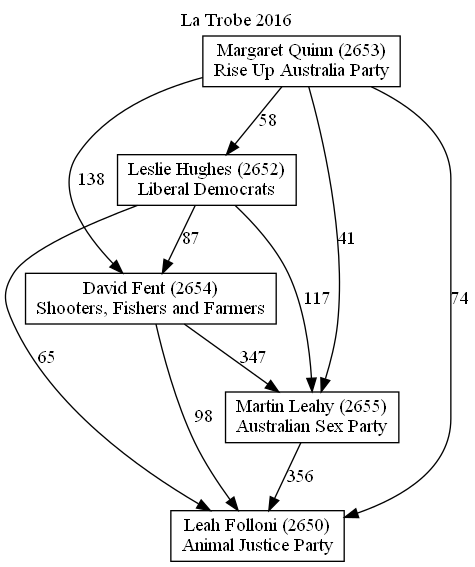 La Trobe 2016
Margaret Quinn (2653)
Rise Up Australia Party
58
Leslie Hughes (2652)
Liberal Democrats
138
87
41
David Fent (2654)
Shooters, Fishers and Farmers
117
74
65
347
98
Martin Leahy (2655)
Australian Sex Party
356
Leah Folloni (2650)
Animal Justice Party